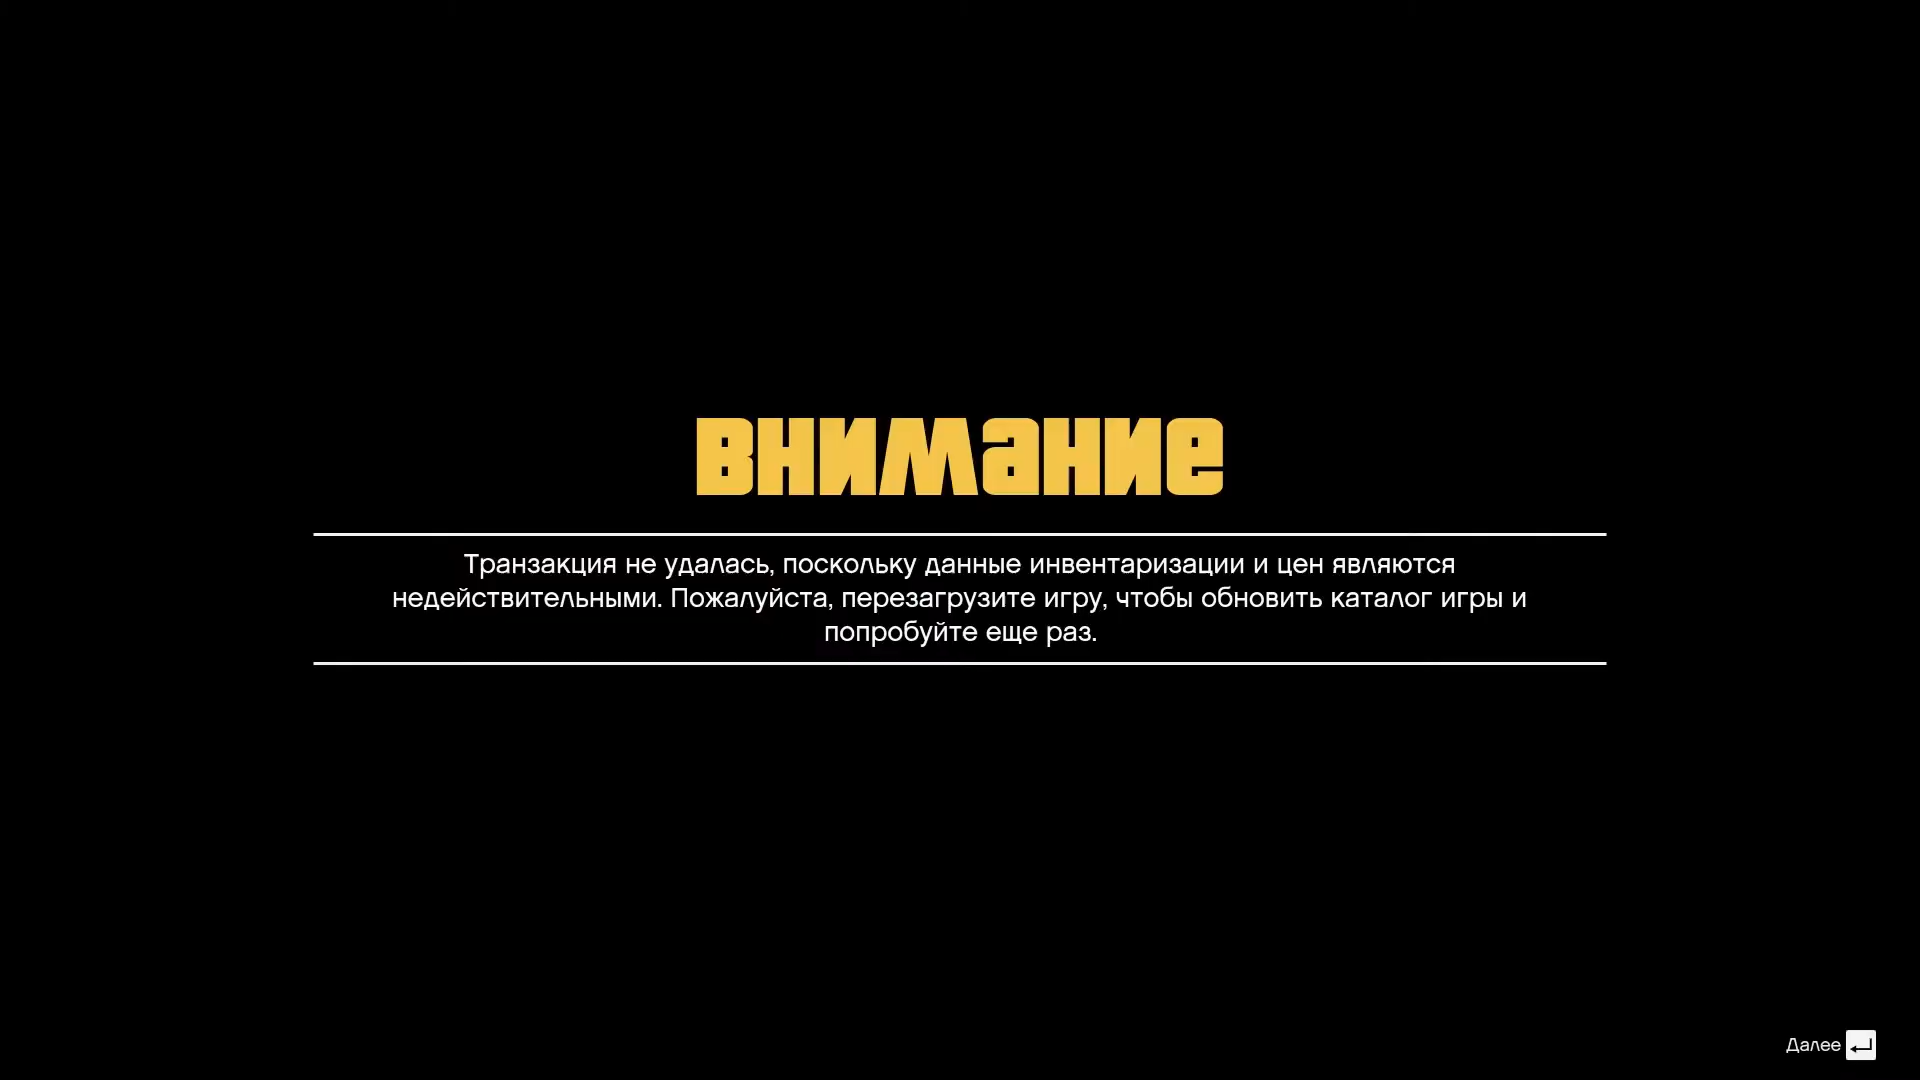 внимание
Транзакция не удалась, поскольку данные инвентаризации и цен являются
недействительными. Пожалуйста, перезагрузите игру, чтобы обновить каталог игры и
попробуйте еще раз.
Далее